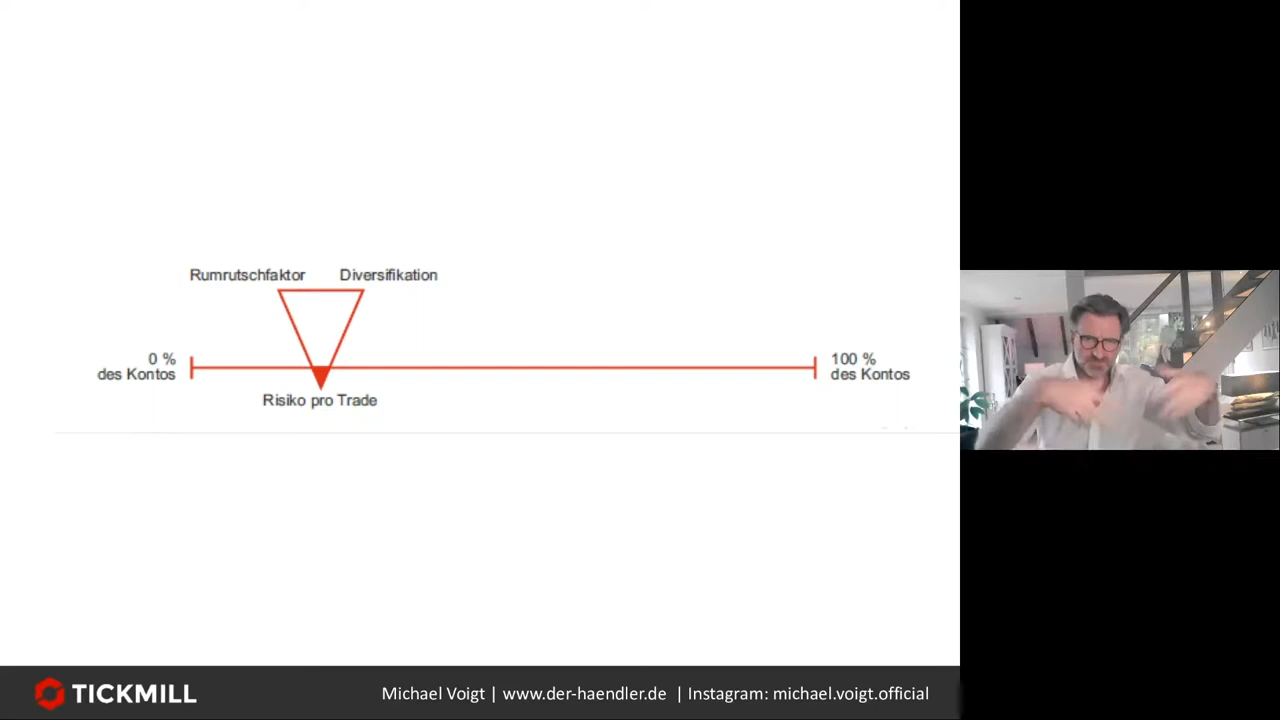 Rumrutschfaktor Diversifikation
0 % 100 %
des Kontos des Kontos
Risiko pro Trade
TICKMILL Michael Voigt | www.der-haendler.de | Instagram: michael.voigt.official